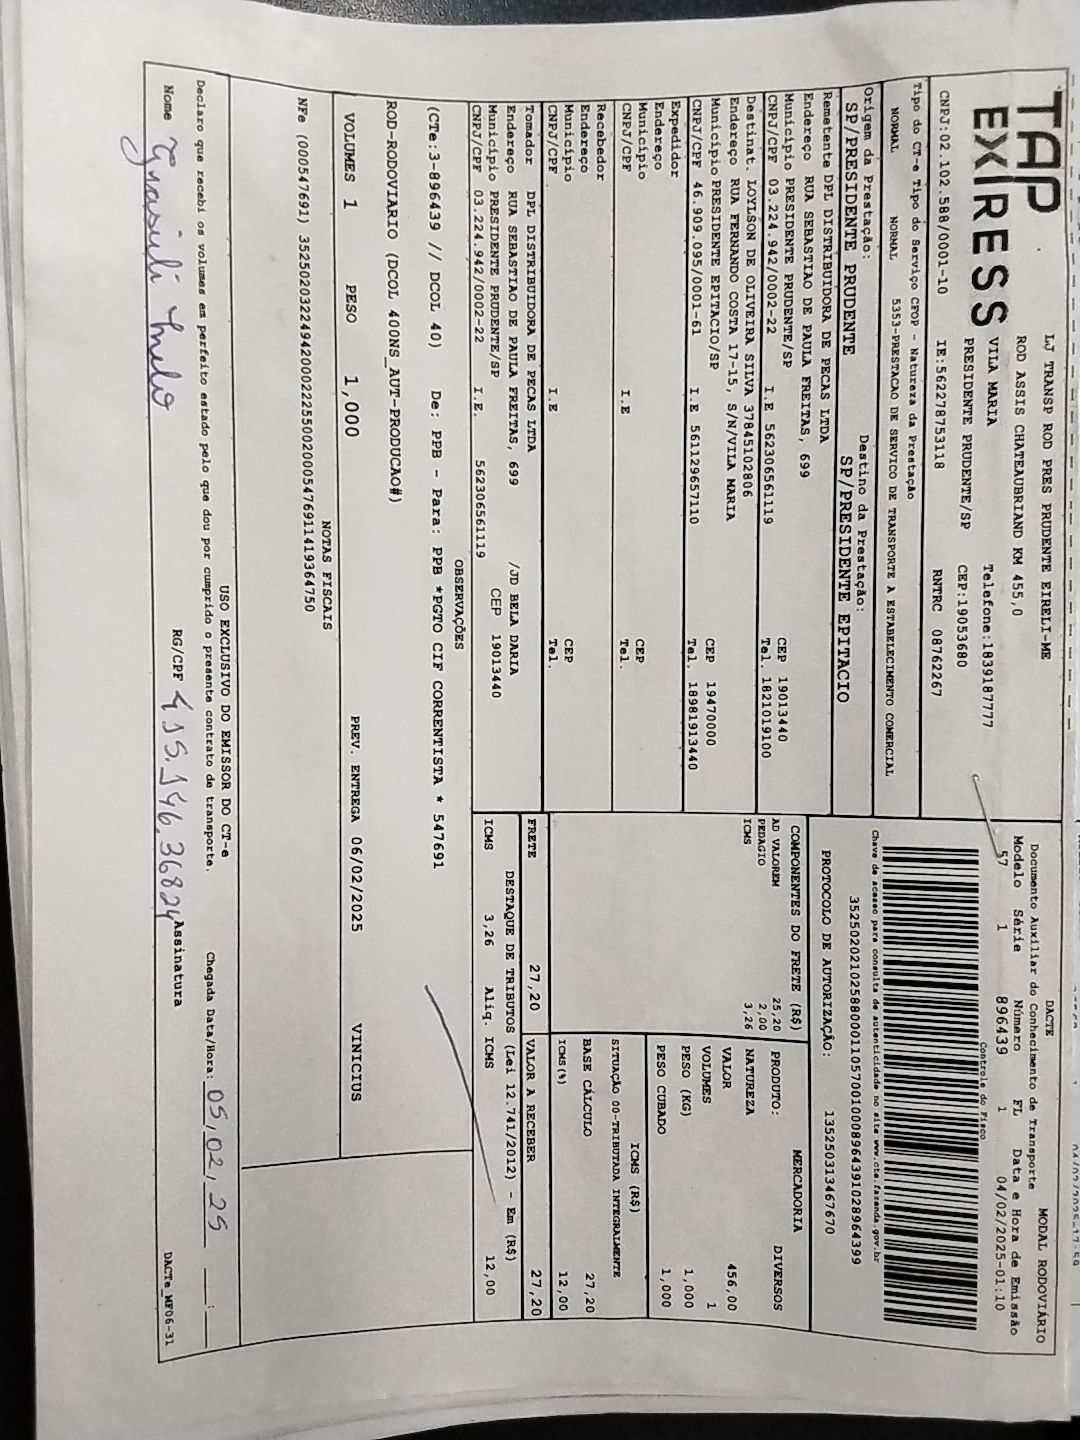 TAP
EXPRESS
LJ TRANSP ROD PRES PRUDENTE EIRELI-ME
ROD ASSIS CHATEAUBRIAND KM 455,0
VILA MARIA Telefone:1839187777
PRESIDENTE PRUDENTE/SP CEP:19053680
CNPJ:02.102.588/0001-10 IE:562278753118 RNTRC 08762267
DACTE MODAL RODOVIÁRIO
Documento Auxiliar do Conhecimento de Transporte
Modelo Série Número FL Data e Hora de Emissão
57 1 896439 1 04/02/2025-01:10
Controle do Fisco
Tipo do CT-e Tipo do Serviço CFOP - Natureza da Prestação
NORMAL NORMAL 5353-PRESTACAO DE SERVICO DE TRANSPORTE A ESTABELECIMENTO COMERCIAL
Chave de acesso para consulta de autenticidade no site www.cte.fazenda.gov.br
35250202102588000110570010008964391028964399
PROTOCOLO DE AUTORIZAÇÃO: 135250313467670
Origem da Prestação: Destino da Prestação:
SP/PRESIDENTE PRUDENTE SP/PRESIDENTE EPITACIO
Remetente DPL DISTRIBUIDORA DE PECAS LTDA
Endereço RUA SEBASTIAO DE PAULA FREITAS, 699
Município PRESIDENTE PRUDENTE/SP CEP 19013440
CNPJ/CPF 03.224.942/0002-22 I.E 562306561119 Tel. 1821019100
Destinat. LOYLSON DE OLIVEIRA SILVA 37845102806
Endereço RUA FERNANDO COSTA 17-15, S/N/VILA MARIA
Município PRESIDENTE EPITACIO/SP CEP 19470000
CNPJ/CPF 46.909.095/0001-61 I.E 561129657110 Tel. 18981913440
Expedidor
Endereço
Município CEP
CNPJ/CPF I.E Tel.
Recebedor
Endereço
Município CEP
CNPJ/CPF I.E Tel.
Tomador DPL DISTRIBUIDORA DE PECAS LTDA
Endereço RUA SEBASTIAO DE PAULA FREITAS, 699 /JD BELA DARIA
Município PRESIDENTE PRUDENTE/SP CEP 19013440
CNPJ/CPF 03.224.942/0002-22 I.E. 562306561119
COMPONENTES DO FRETE (R$)
AD VALOREM 25,20
PEDAGIO 2,00
ICMS 3,26
FRETE 27,20
MERCADORIA
PRODUTO: DIVERSOS
NATUREZA
VALOR 456,00
VOLUMES 1
PESO (KG) 1,000
PESO CUBADO 1,000
ICMS (R$)
SITUAÇÃO 00-TRIBUTADA INTEGRALMENTE
BASE CÁLCULO 27,20
ICMS(%) 12,00
VALOR A RECEBER 27,20
DESTAQUE DE TRIBUTOS (Lei 12.741/2012) - Em (R$)
ICMS 3,26 Aliq. ICMS 12,00
OBSERVAÇÕES
(CTe:3-896439 // DCOL 40) De: PPB - Para: PPB *PGTO CIF CORRENTISTA * 547691
ROD-RODOVIARIO (DCOL 400NS_AUT-PRODUCAO#)
VOLUMES 1 PESO 1,000 PREV. ENTREGA 06/02/2025 VINICIUS
NOTAS FISCAIS
NFe (000547691) 35250203224942000222550020005476911419364750
USO EXCLUSIVO DO EMISSOR DO CT-e
Declaro que recebi os volumes em perfeito estado pelo que dou por cumprido o presente contrato de transporte. Chegada Data/Hora: 05/02/25 __:__
Nome RG/CPF 415.146.36824 Assinatura
DACTe_MF06-31